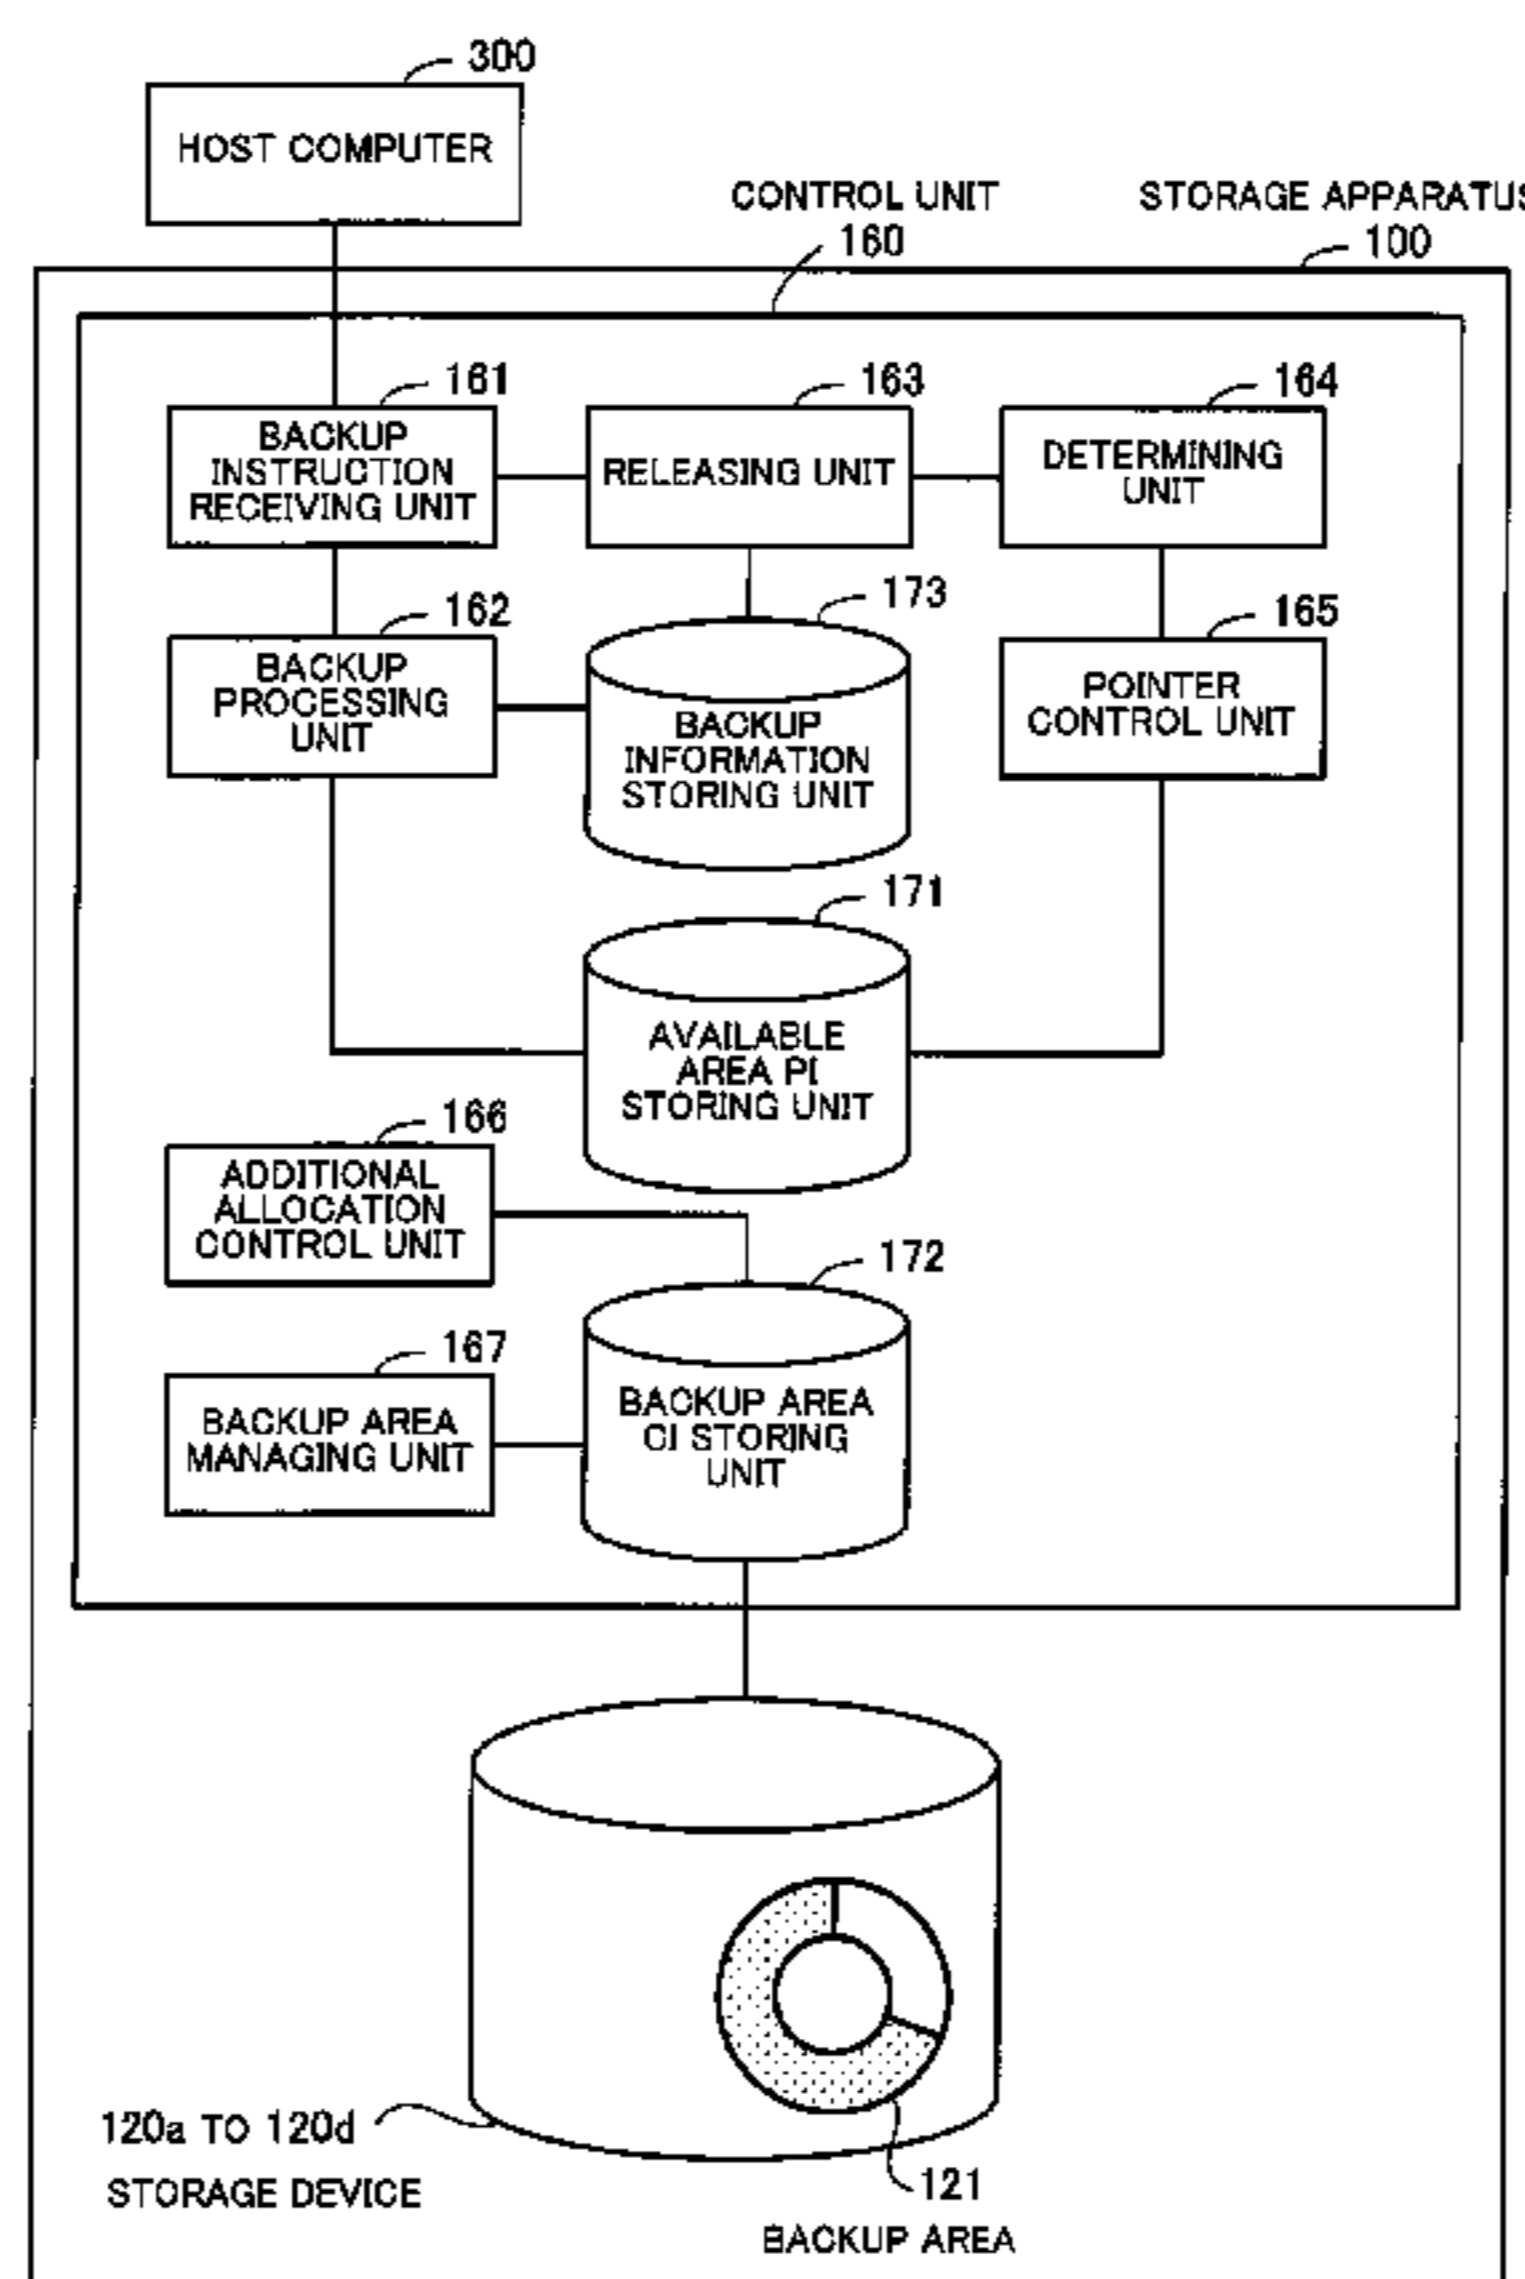 300
HOST COMPUTER
CONTROL UNIT
160
STORAGE APPARATUS
100
161
BACKUP
INSTRUCTION
RECEIVING UNIT
163
RELEASING UNIT
164
DETERMINING
UNIT
162
BACKUP
PROCESSING
UNIT
173
BACKUP
INFORMATION
STORING UNIT
165
POINTER
CONTROL UNIT
171
AVAILABLE
AREA PI
STORING UNIT
166
ADDITIONAL
ALLOCATION
CONTROL UNIT
172
BACKUP AREA
CI STORING
UNIT
167
BACKUP AREA
MANAGING UNIT
120a TO 120d
STORAGE DEVICE
121
BACKUP AREA